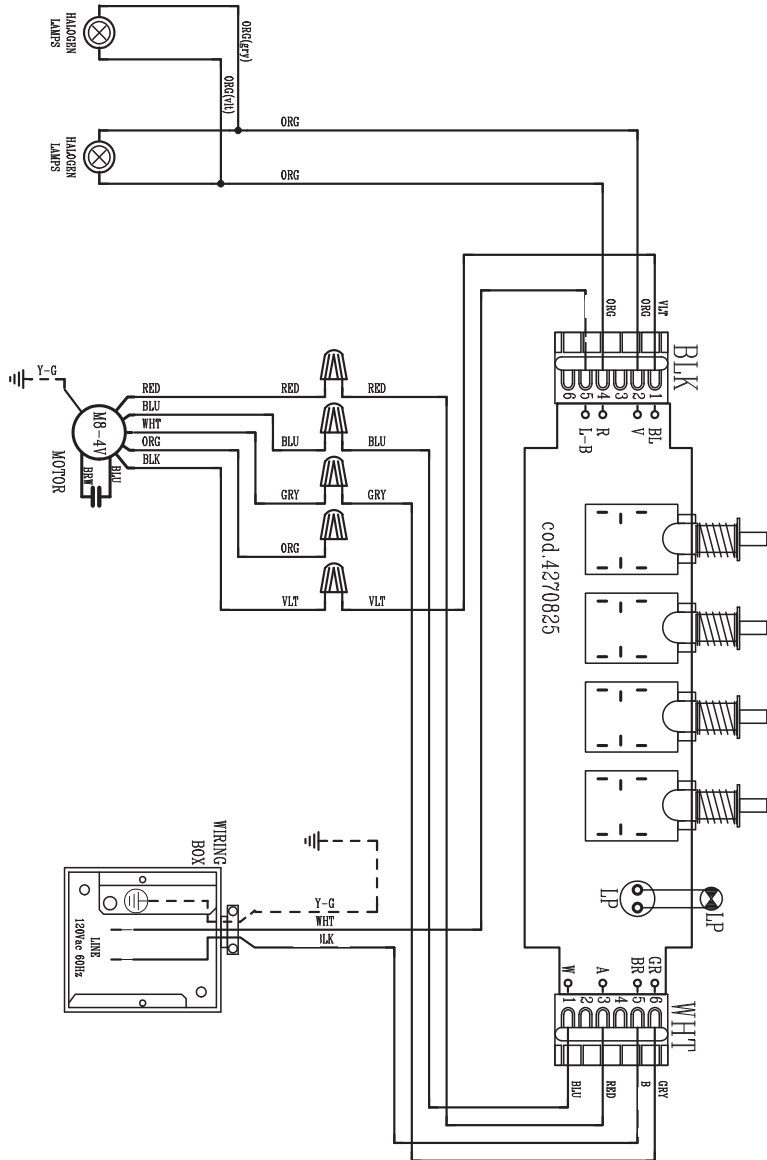 HALOGEN
LAMPS
ORG(gry)
ORG(vlt)
HALOGEN
LAMPS
ORG
ORG
VLT
ORG
ORG
BLK
1
2
3
4
5
6
BL
V
R
L-B
Y-G
M8-4V
MOTOR
BRW
BLU
RED
BLU
WHT
ORG
BLK
RED
BLU
GRY
ORG
VLT
RED
BLU
GRY
VLT
cod.4270825
LP
LP
WIRING
BOX
LINE
120Vac 60Hz
Y-G
WHT
BLK
W
A
BR
GR
1
2
3
4
5
6
WHT
BLU
RED
B
GRY